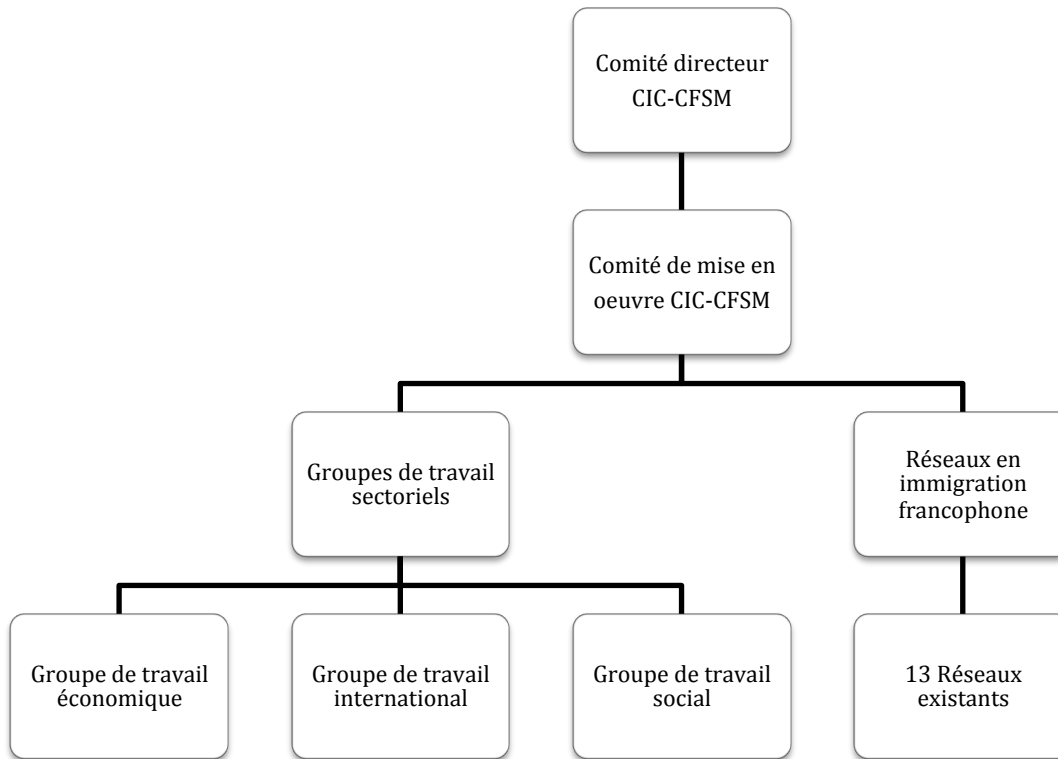 Comité directeur
CIC-CFSM
Comité de mise en
oeuvre CIC-CFSM
Groupes de travail
sectoriels
Réseaux en
immigration
francophone
Groupe de travail
économique
Groupe de travail
international
Groupe de travail
social
13 Réseaux
existants